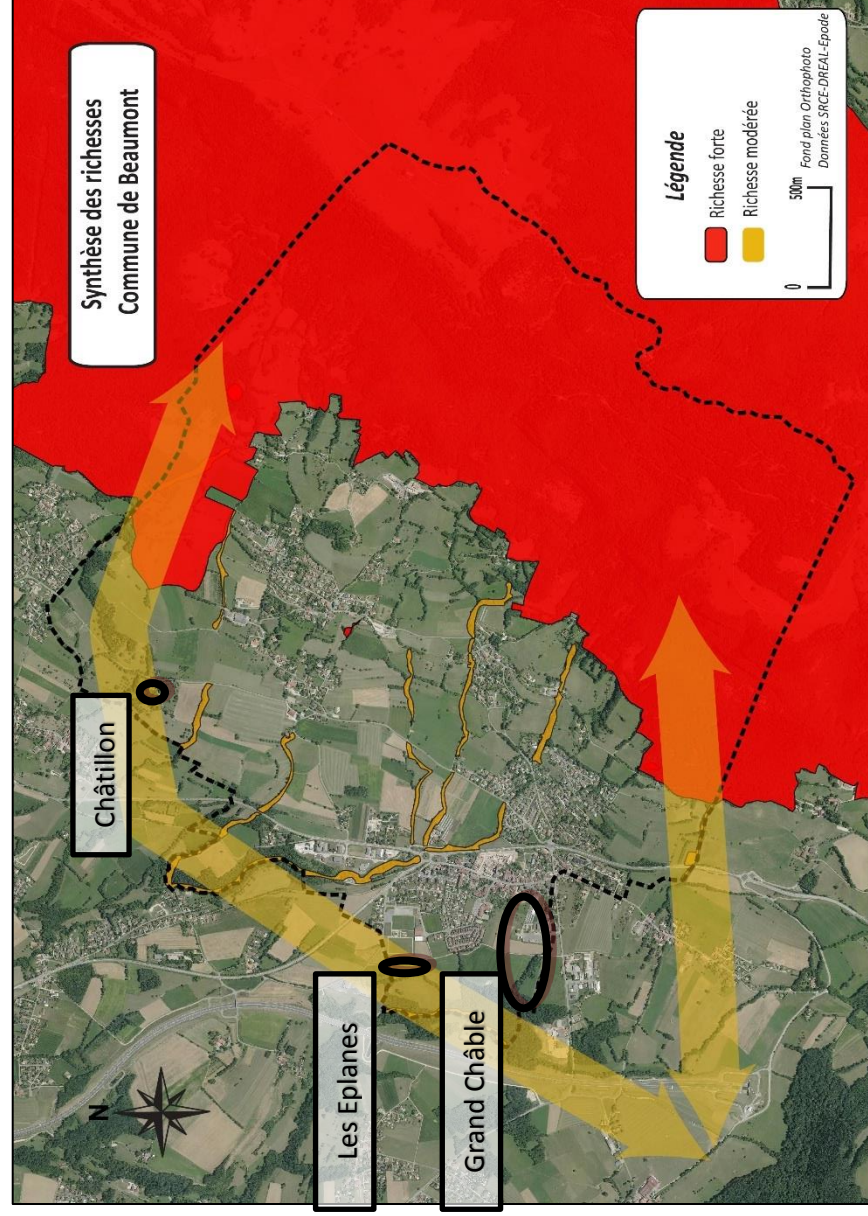 Synthèse des richesses
Commune de Beaumont
N
Châtillon
Les Eplanes
Grand Châble
Légende
Richesse forte
Richesse modérée
0
500m
Fond plan Orthophoto
Données SRCE-DREAL-Epode